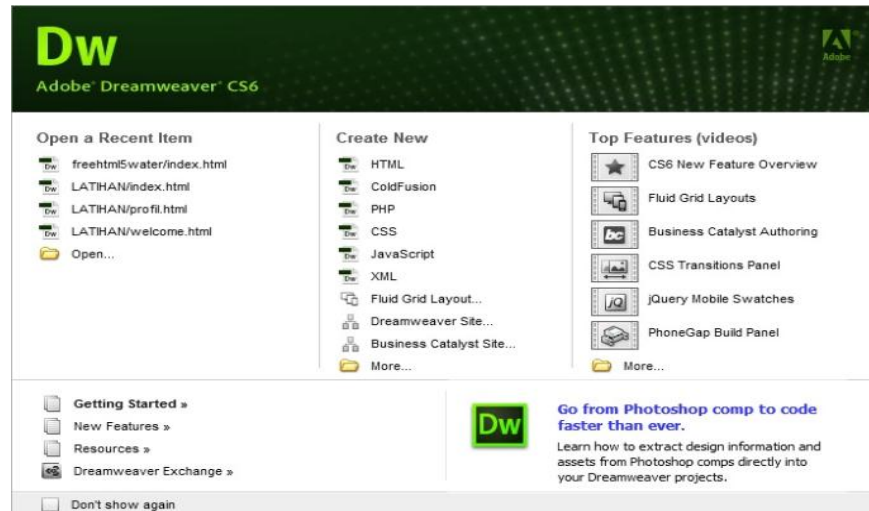 Dw
Adobe® Dreamweaver® CS6
Adobe
Open a Recent Item
freehtml5water/index.html
LATIHAN/index.html
LATIHAN/profil.html
LATIHAN/welcome.html
Open...
Create New
HTML
ColdFusion
PHP
CSS
JavaScript
XML
Fluid Grid Layout...
Dreamweaver Site...
Business Catalyst Site...
More...
Top Features (videos)
CS6 New Feature Overview
Fluid Grid Layouts
Business Catalyst Authoring
CSS Transitions Panel
jQuery Mobile Swatches
PhoneGap Build Panel
More...
Getting Started »
New Features »
Resources »
Dreamweaver Exchange »
Dw
Go from Photoshop comp to code
faster than ever.
Learn how to extract design information and
assets from Photoshop comps directly into
your Dreamweaver projects.
Don't show again